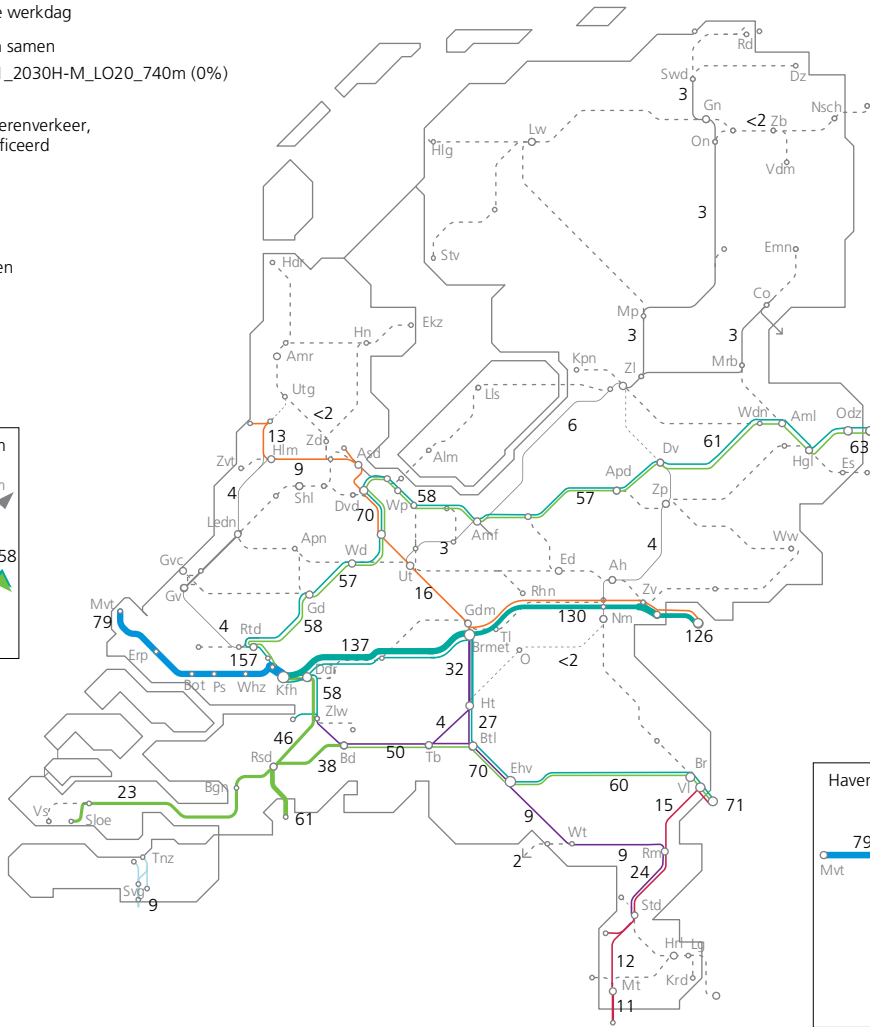 e werkdag
samen
_2030H-M_LO20_740m (0%)
erenverkeer,
ficeerd
en
m
58
Rd
Swd
Dz
3
Gn
<2
Zb
Nsch
On
Vdm
Lw
Hlg
3
Stv
Emn
Hdr
Co
Mp
Ekz
Hn
3
3
Amr
Kpn
Zl
Mrb
Utg
Lls
<2
6
Wdn
Aml
Odz
13
Zd
61
63
Zvt
Hlm
Asd
Alm
Dv
Hgl
Es
9
Apd
4
Shl
Dvd
Wp
58
57
Zp
Ledn
70
Amf
Apn
3
4
Ww
Gvc
Wd
Ut
Ed
Ah
Gv
57
Rhn
Zv
Mvt
16
Gdm
79
Gd
58
130
Nm
126
4
Rtd
Tl
Erp
157
137
Brmet
O
<2
Bot
Ps
Whz
Kfh
Ddr
32
58
Zlw
Ht
4
27
46
Btl
Rsd
38
Bd
50
Tb
70
Ehv
60
Br
Bgn
Vl
23
15
71
Vs
Sloe
61
9
Wt
9
Rm
2
Tnz
24
Svg
9
Std
Hrl
Lg
12
Krd
Mt
11
Haven
79
Mvt